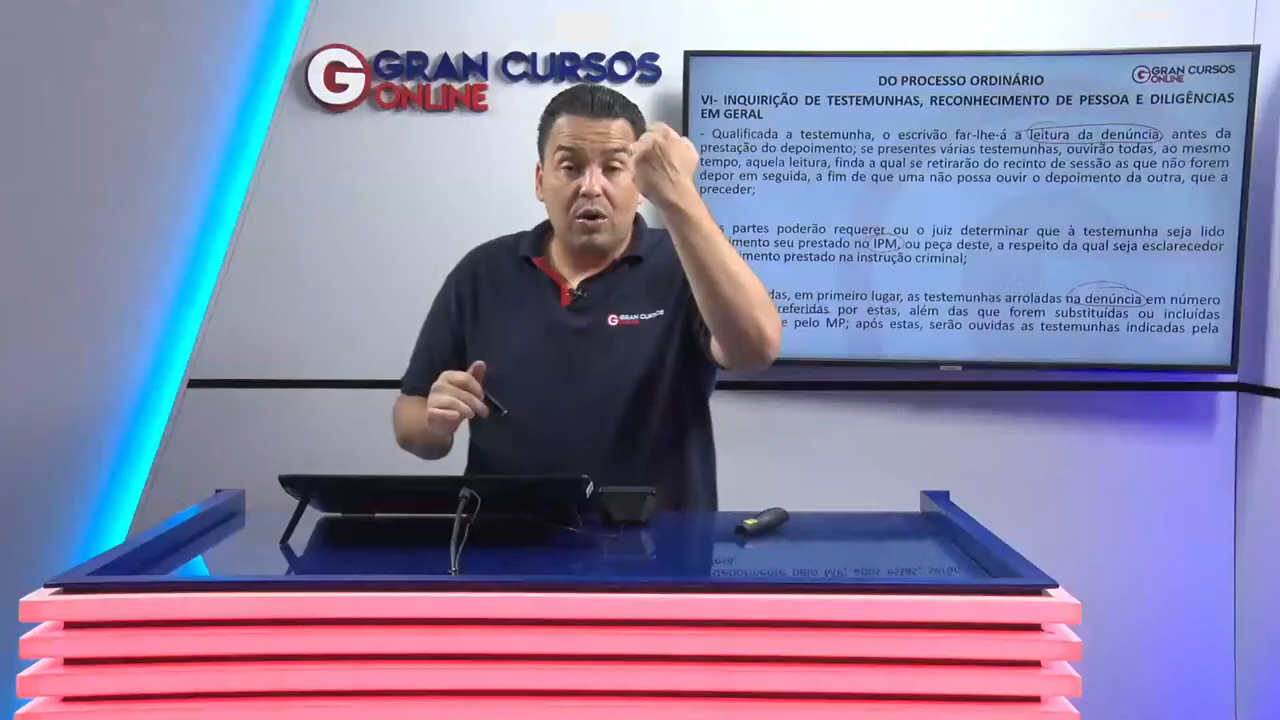 GRAN CURSOS
ONLINE
DO PROCESSO ORDINÁRIO
GRAN CURSOS
ONLINE
VI- INQUIRIÇÃO DE TESTEMUNHAS, RECONHECIMENTO DE PESSOA E DILIGÊNCIAS
EM GERAL
- Qualificada a testemunha, o escrivão far-lhe-á a leitura da denúncia, antes da
prestação do depoimento; se presentes várias testemunhas, ouvirão todas, ao mesmo
tempo, aquela leitura, finda a qual se retirarão do recinto de sessão as que não forem
depor em seguida, a fim de que uma não possa ouvir o depoimento da outra, que a
preceder;
partes poderão requerer ou o juiz determinar que à testemunha seja lido
imento seu prestado no IPM, ou peça deste, a respeito da qual seja esclarecedor
imento prestado na instrução criminal;
das, em primeiro lugar, as testemunhas arroladas na denúncia em número
referidas por estas, além das que forem substituídas ou incluídas
e pelo MP; após estas, serão ouvidas as testemunhas indicadas pela
GRAN CURSOS
ONLINE